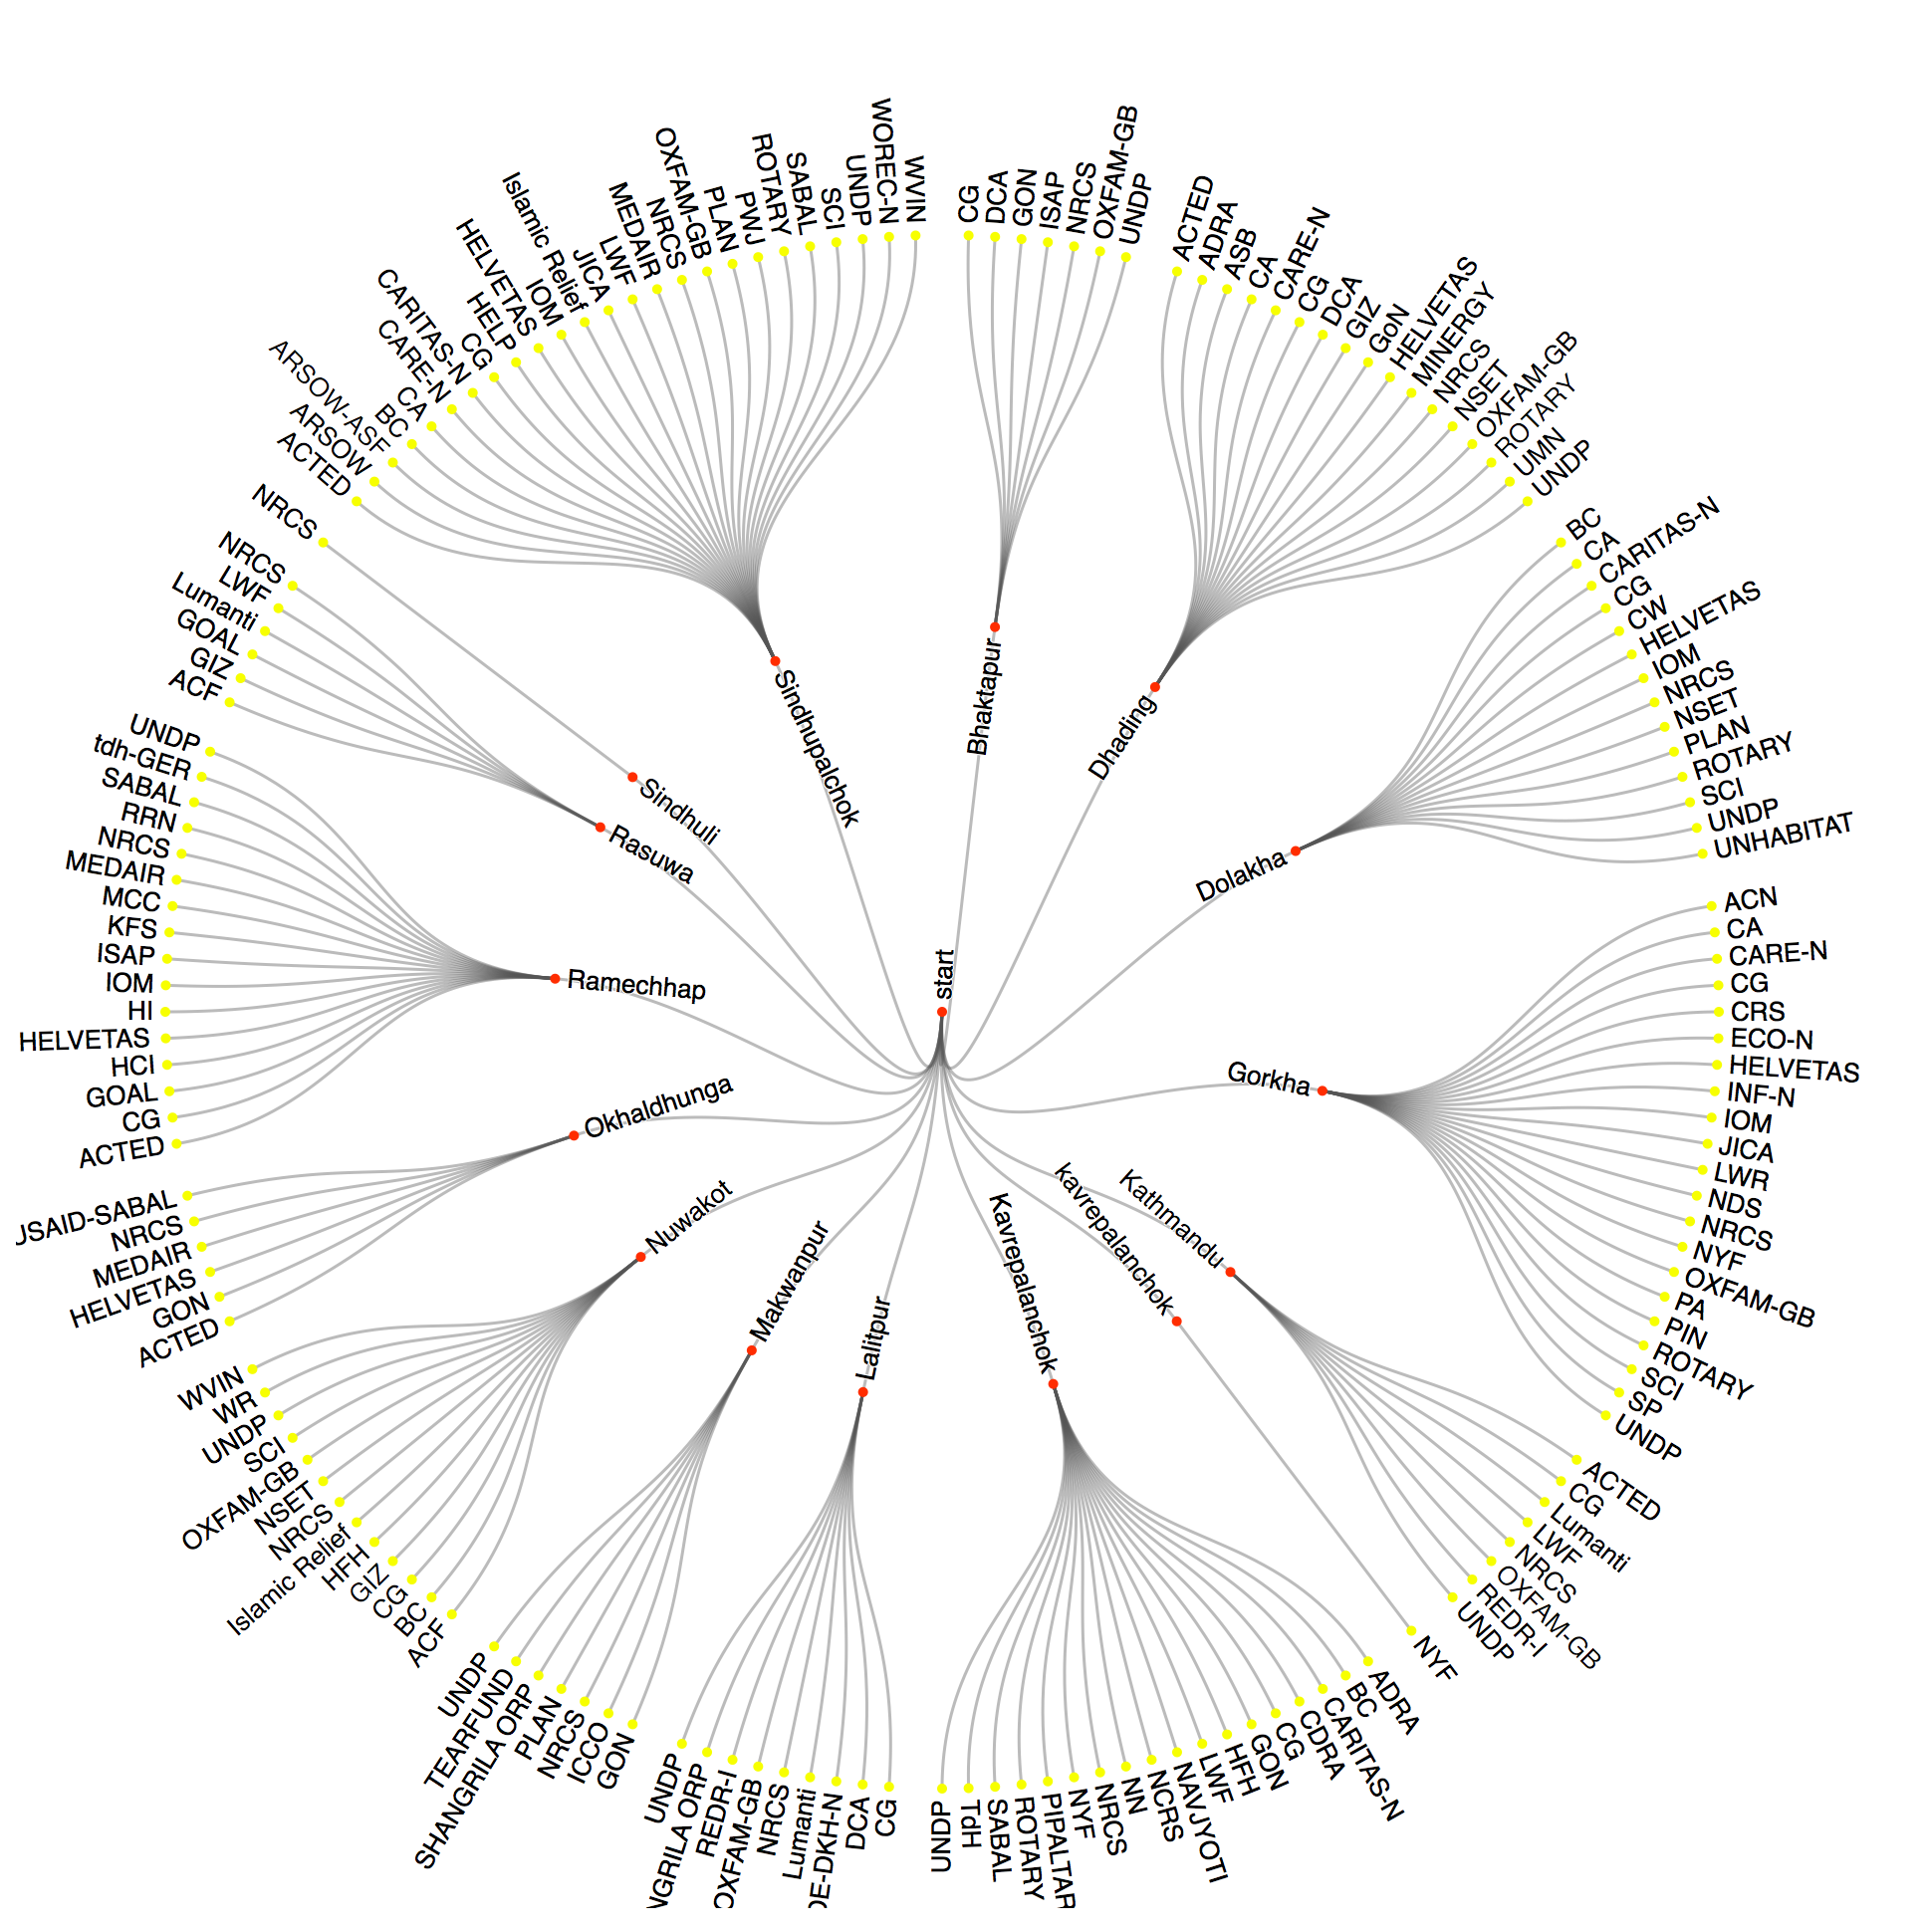 start
Bhaktapur
CG
DCA
GON
ISAP
NRCS
OXFAM-GB
UNDP
Dhading
ACTED
ADRA
ASB
CA
CARE-N
CG
DCA
GIZ
GoN
HELVETAS
MINERGY
NRCS
NSET
OXFAM-GB
ROTARY
UMN
UNDP
Dolakha
BC
CA
CARITAS-N
CG
CW
HELVETAS
IOM
NRCS
NSET
PLAN
ROTARY
SCI
UNDP
UNHABITAT
Gorkha
ACN
CA
CARE-N
CG
CRS
ECO-N
HELVETAS
INF-N
IOM
JICA
LWR
NDS
NRCS
NYF
OXFAM-GB
PA
PIN
ROTARY
SCI
SP
UNDP
Kathmandu
ACTED
CG
Lumanti
LWF
NRCS
OXFAM-GB
REDR-I
UNDP
kavrepalanchok
NYF
Kavrepalanchok
ADRA
BC
CARITAS-N
CDRA
CG
GON
HFH
LWF
NAVJYOTI
NCRS
NN
NRCS
NYF
PIPALTAR
ROTARY
SABAL
TdH
UNDP
Lalitpur
CG
DCA
DE-DKH-N
Lumanti
NRCS
OXFAM-GB
REDR-I
NGRILA ORP
UNDP
Makwanpur
GON
ICCO
NRCS
PLAN
SHANGRILA ORP
TEARFUND
UNDP
Nuwakot
ACF
BC
CG
GIZ
HFH
Islamic Relief
NRCS
NSET
OXFAM-GB
SCI
UNDP
WR
WVIN
Okhaldhunga
ACTED
GON
HELVETAS
MEDAIR
NRCS
JSAID-SABAL
Ramechhap
ACTED
CG
GOAL
HCI
HELVETAS
HI
IOM
ISAP
KFS
MCC
MEDAIR
NRCS
RRN
SABAL
tdh-GER
UNDP
Rasuwa
ACF
GIZ
GOAL
Lumanti
LWF
NRCS
Sindhuli
NRCS
Sindhupalchok
ACTED
ARSOW
ARSOW-ASF
BC
CA
CARE-N
CARITAS-N
CG
HELP
HELVETAS
IOM
Islamic Relief
JICA
LWF
MEDAIR
NRCS
OXFAM-GB
PLAN
PWJ
ROTARY
SABAL
SCI
UNDP
WOREC-N
WVIN